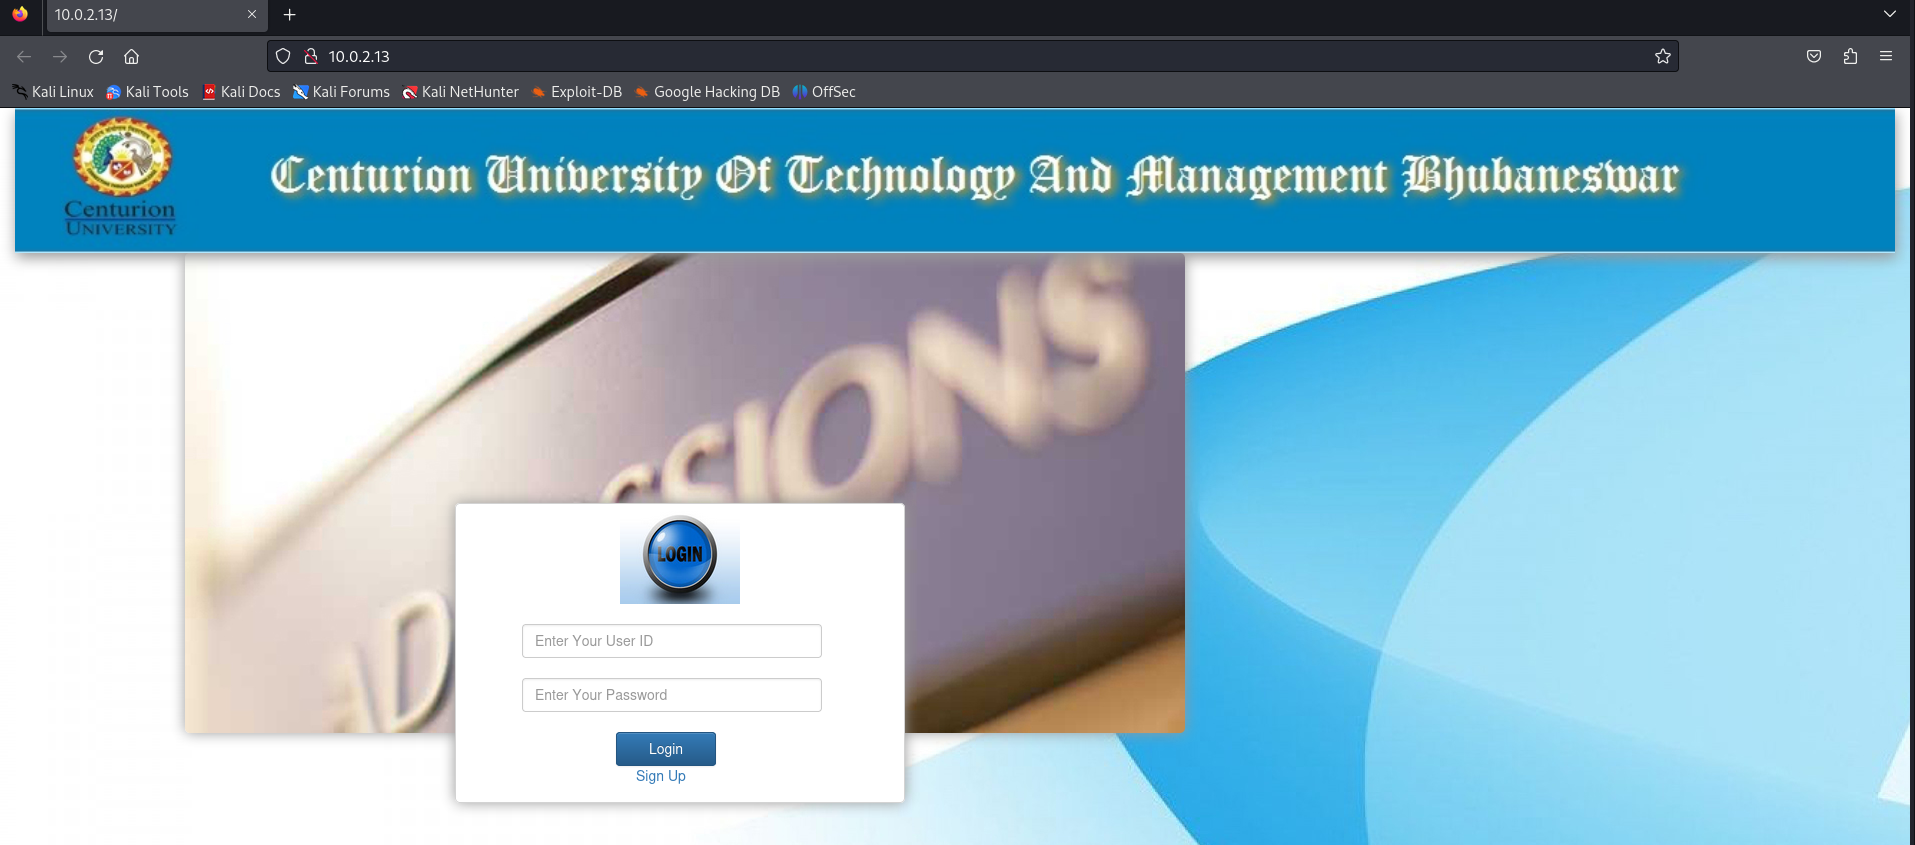 10.0.2.13/
10.0.2.13
Kali Linux Kali Tools Kali Docs Kali Forums Kali NetHunter Exploit-DB Google Hacking DB OffSec
Centurion
UNIVERSITY
Centurion University Of Technology And Management Bhubaneswar
SSIONS
AD
LOGIN
Enter Your User ID
Enter Your Password
Login
Sign Up